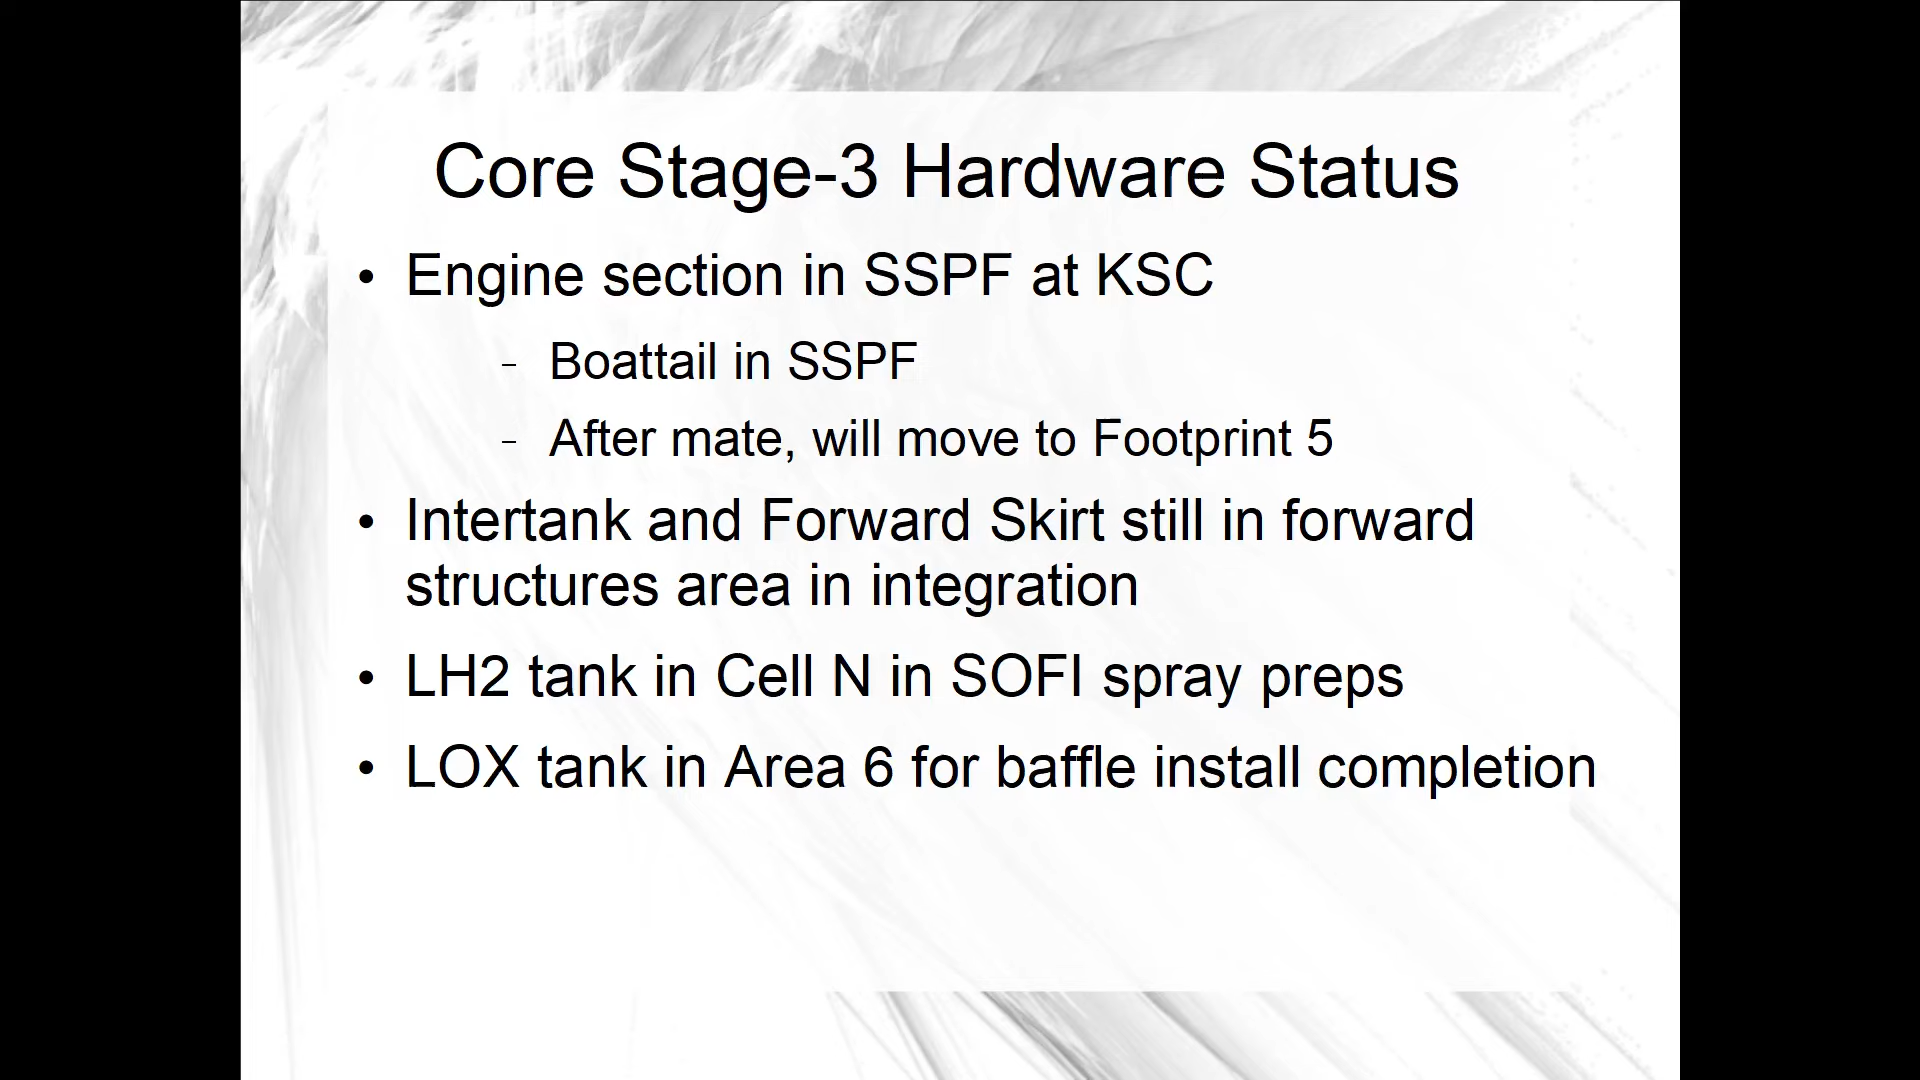 Core Stage-3 Hardware Status
• Engine section in SSPF at KSC
– Boattail in SSPF
– After mate, will move to Footprint 5
• Intertank and Forward Skirt still in forward
structures area in integration
• LH2 tank in Cell N in SOFI spray preps
• LOX tank in Area 6 for baffle install completion